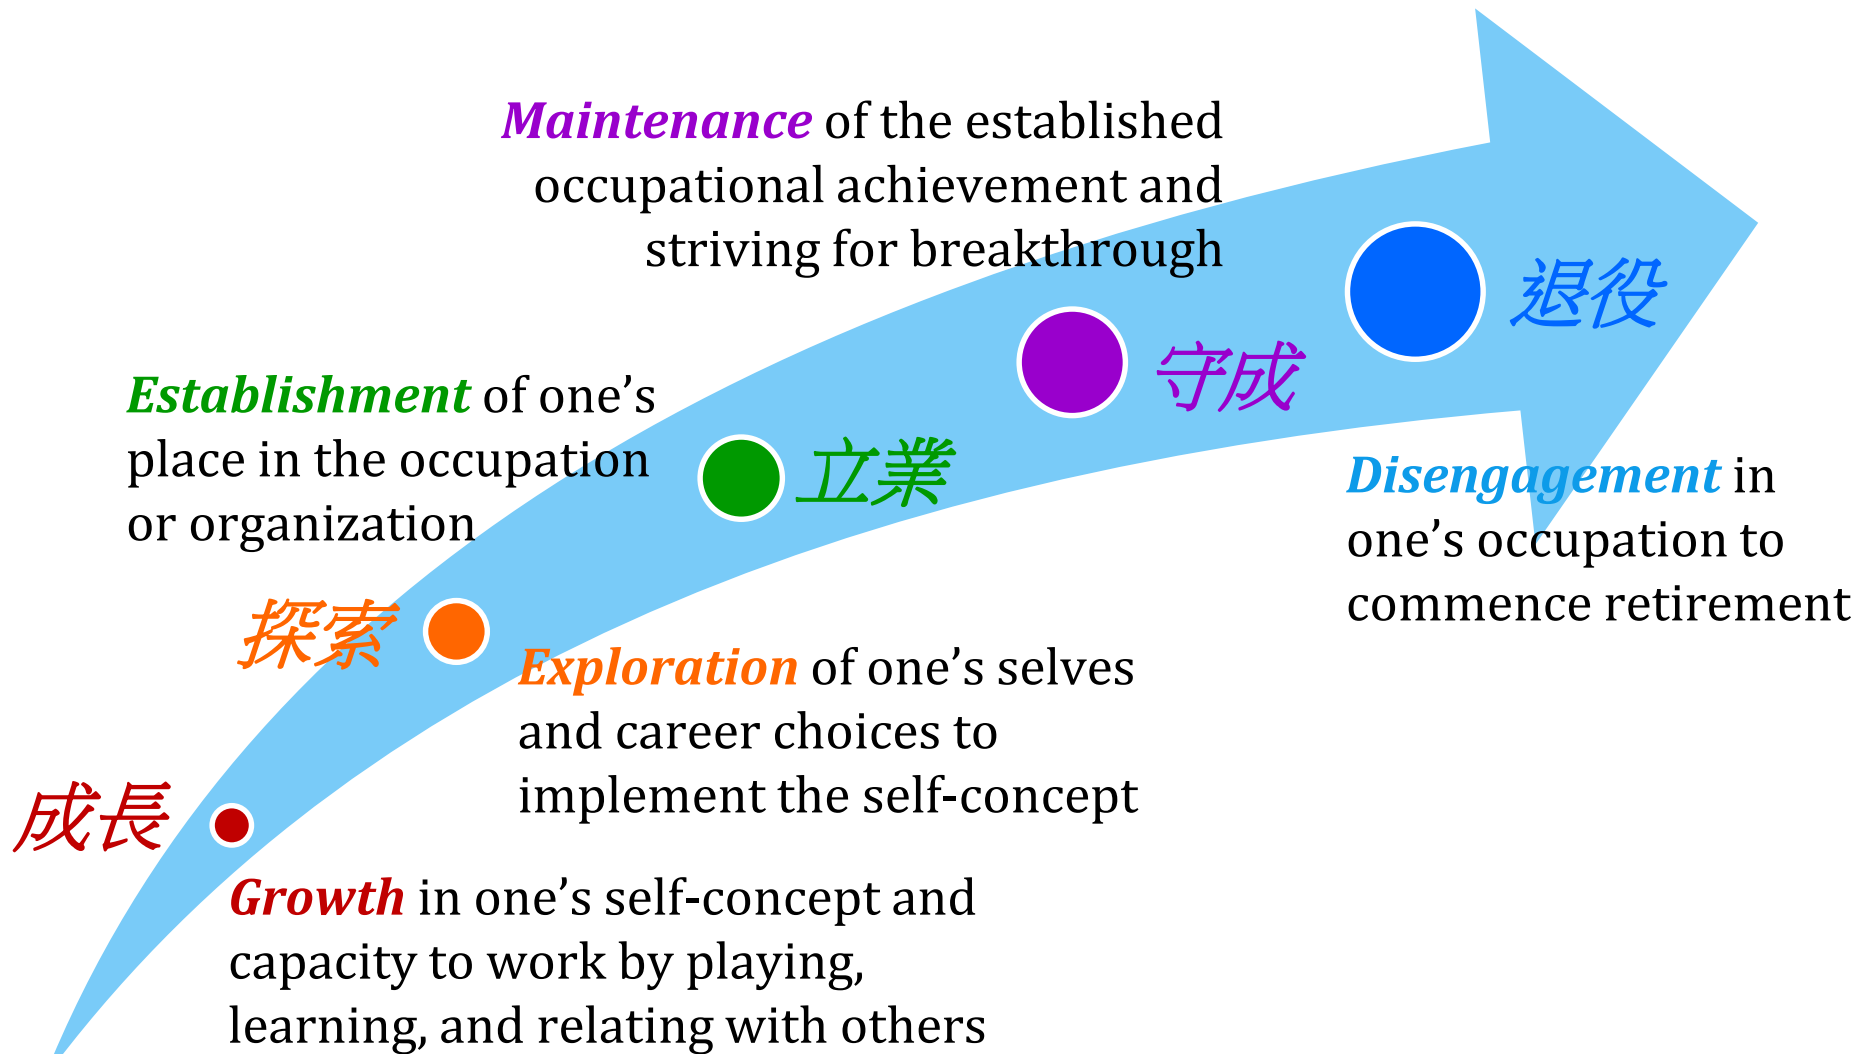 Maintenance of the established
occupational achievement and
striving for breakthrough
退役
守成
Establishment of one’s
place in the occupation
or organization
立業
Disengagement in
one’s occupation to
commence retirement
探索
Exploration of one’s selves
and career choices to
implement the self-concept
成長
Growth in one’s self-concept and
capacity to work by playing,
learning, and relating with others